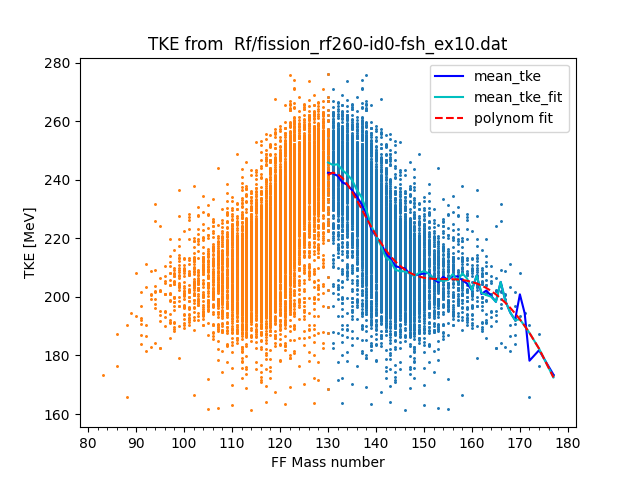 TKE from  Rf/fission_rf260-id0-fsh_ex10.dat
mean_tke
mean_tke_fit
polynom fit
TKE [MeV]
280
260
240
220
200
180
160
80 90 100 110 120 130 140 150 160 170 180
FF Mass number